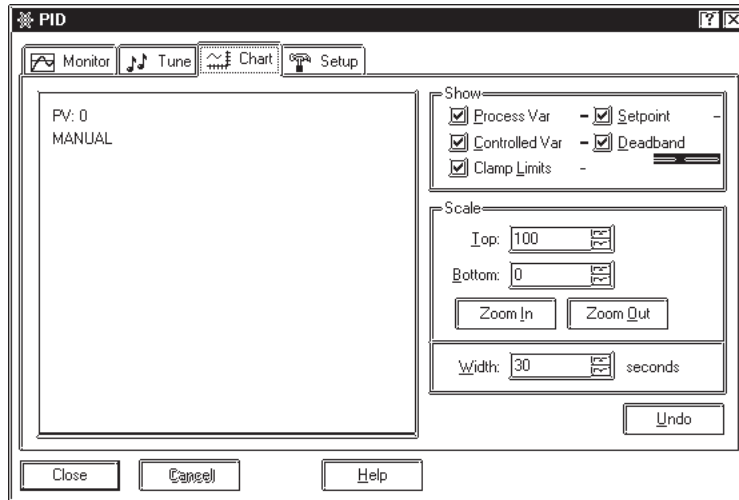 PID
Monitor Tune Chart Setup
PV: 0
MANUAL
Show
Process Var Setpoint
Controlled Var Deadband
Clamp Limits
Scale
Top: 100
Bottom: 0
Zoom In Zoom Out
Width: 30 seconds
Undo
Close Cancel Help